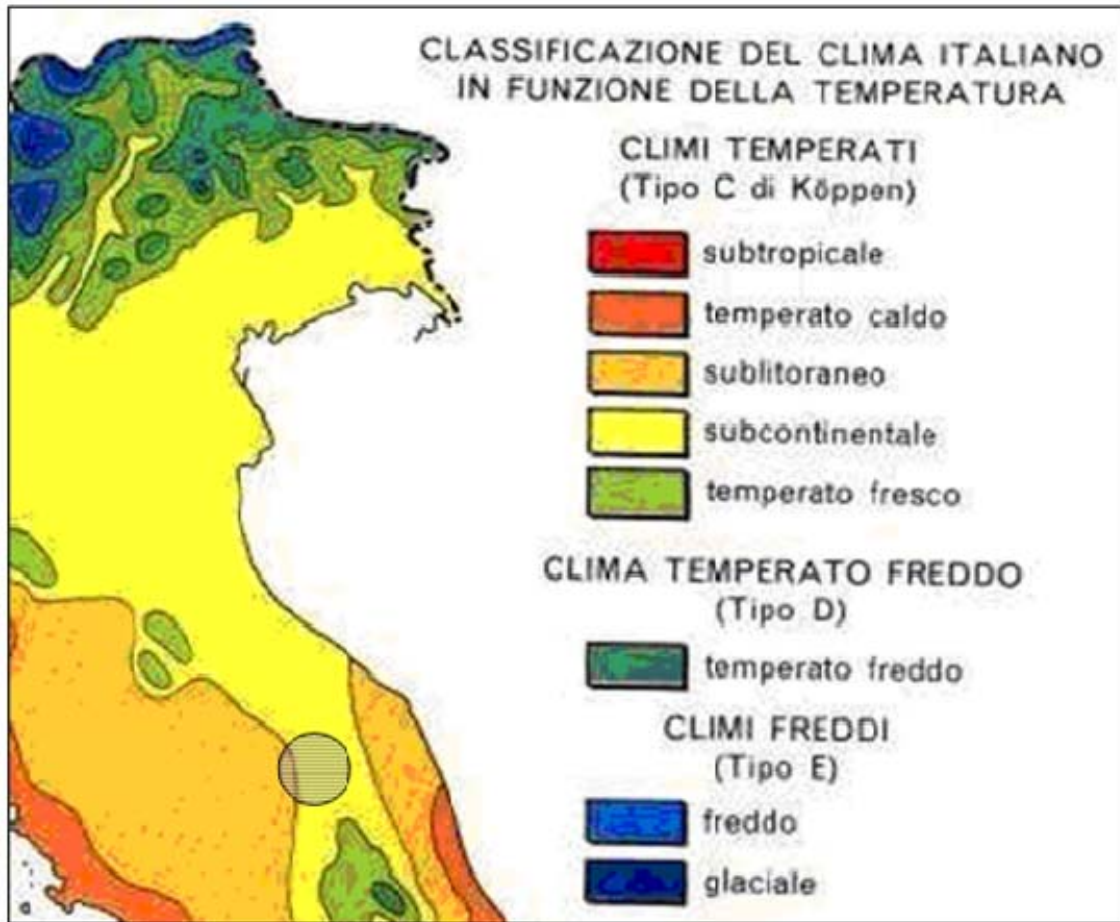 CLASSIFICAZIONE DEL CLIMA ITALIANO
IN FUNZIONE DELLA TEMPERATURA
CLIMI TEMPERATI
(Tipo C di Köppen)
subtropicale
temperato caldo
sublitoraneo
subcontinentale
temperato fresco
CLIMA TEMPERATO FREDDO
(Tipo D)
temperato freddo
CLIMI FREDDI
(Tipo E)
freddo
glaciale